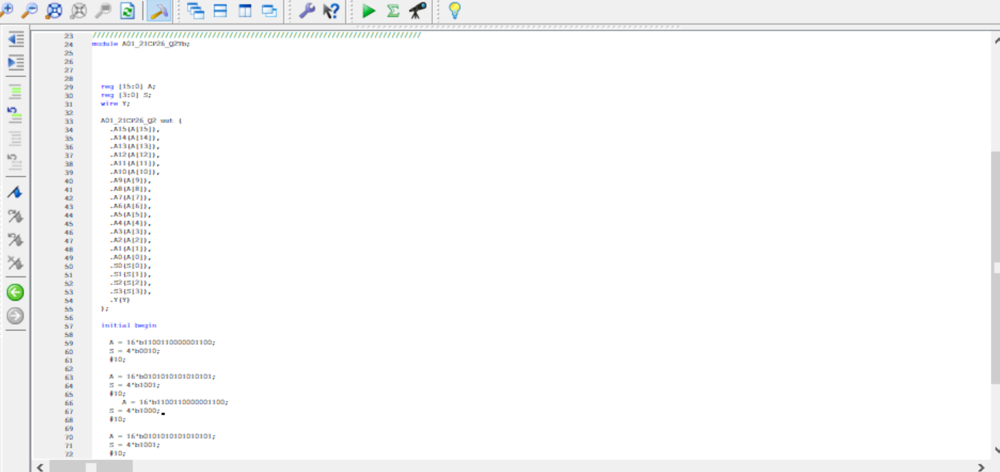 23 //////////////////////////////////////////////////////////////////////////////////
24 module A01_21CP26_Q2Tb;
25
26
27
28
29 reg [15:0] A;
30 reg [3:0] S;
31 wire Y;
32
33 A01_21CP26_Q2 uut (
34 .A15(A[15]),
35 .A14(A[14]),
36 .A13(A[13]),
37 .A12(A[12]),
38 .A11(A[11]),
39 .A10(A[10]),
40 .A9(A[9]),
41 .A8(A[8]),
42 .A7(A[7]),
43 .A6(A[6]),
44 .A5(A[5]),
45 .A4(A[4]),
46 .A3(A[3]),
47 .A2(A[2]),
48 .A1(A[1]),
49 .A0(A[0]),
50 .S0(S[0]),
51 .S1(S[1]),
52 .S2(S[2]),
53 .S3(S[3]),
54 .Y(Y)
55 );
56
57 initial begin
58
59 A = 16'b1100110000001100;
60 S = 4'b0010;
61 #10;
62
63 A = 16'b0101010101010101;
64 S = 4'b1001;
65 #10;
66 A = 16'b1100110000001100;
67 S = 4'b1000;
68 #10;
69
70 A = 16'b0101010101010101;
71 S = 4'b1001;
72 #10;